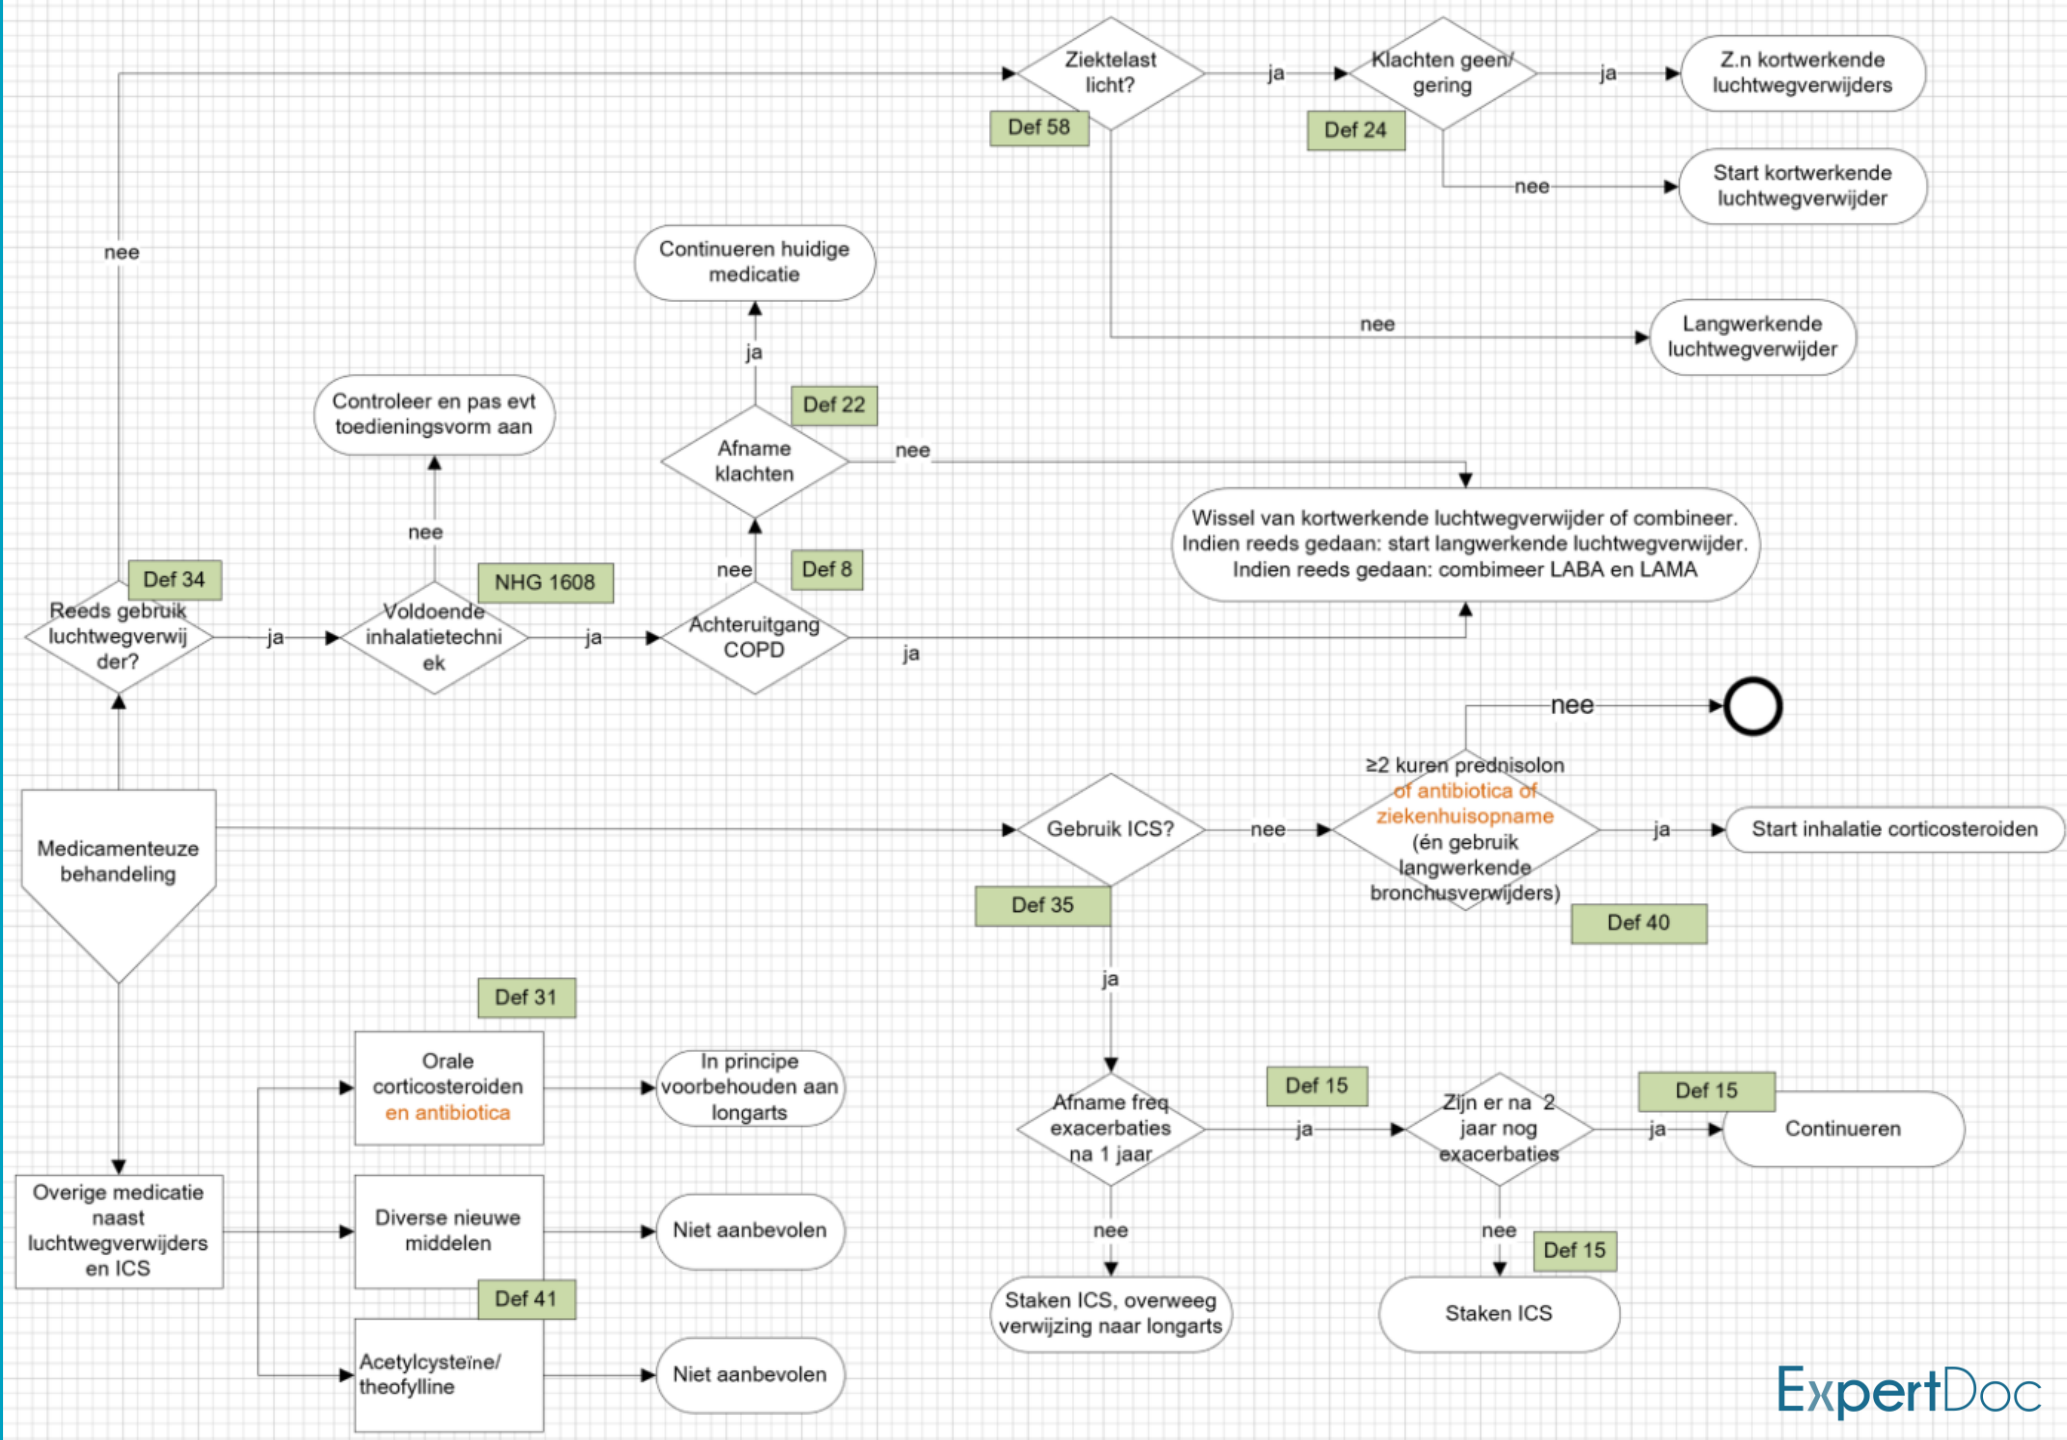 Ziektelast
licht?
Def 58
ja
Klachten geen/
gering
Def 24
ja
Z.n kortwerkende
luchtwegverwijders
nee
Start kortwerkende
luchtwegverwijder
nee
Langwerkende
luchtwegverwijder
nee
Continueren huidige
medicatie
ja
Controleer en pas evt
toedieningsvorm aan
Def 22
Afname
klachten
nee
nee
Wissel van kortwerkende luchtwegverwijder of combineer.
Indien reeds gedaan: start langwerkende luchtwegverwijder.
Indien reeds gedaan: combimeer LABA en LAMA
Def 34
Reeds gebruik
luchtwegverwij
der?
ja
NHG 1608
Voldoende
inhalatietechni
ek
ja
nee
Def 8
Achteruitgang
COPD
ja
Medicamenteuze
behandeling
Gebruik ICS?
Def 35
nee
nee
≥2 kuren prednisolon
of antibiotica of
ziekenhuisopname
(én gebruik
langwerkende
bronchusverwijders)
Def 40
ja
Start inhalatie corticosteroiden
ja
Def 31
Orale
corticosteroiden
en antibiotica
In principe
voorbehouden aan
longarts
Afname freq
exacerbaties
na 1 jaar
Def 15
ja
Zijn er na 2
jaar nog
exacerbaties
Def 15
ja
Continueren
Overige medicatie
naast
luchtwegverwijders
en ICS
Diverse nieuwe
middelen
Niet aanbevolen
nee
Staken ICS, overweeg
verwijzing naar longarts
nee
Def 15
Staken ICS
Def 41
Acetylcysteïne/
theofylline
Niet aanbevolen
ExpertDoc